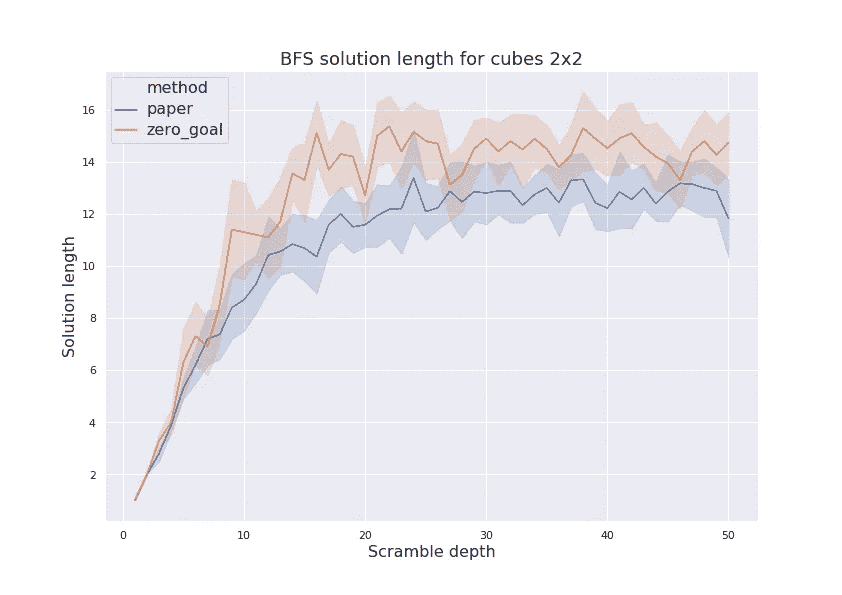 BFS solution length for cubes 2x2
method
paper
zero_goal
16
14
12
10
8
6
4
2
Solution length
0 10 20 30 40 50
Scramble depth